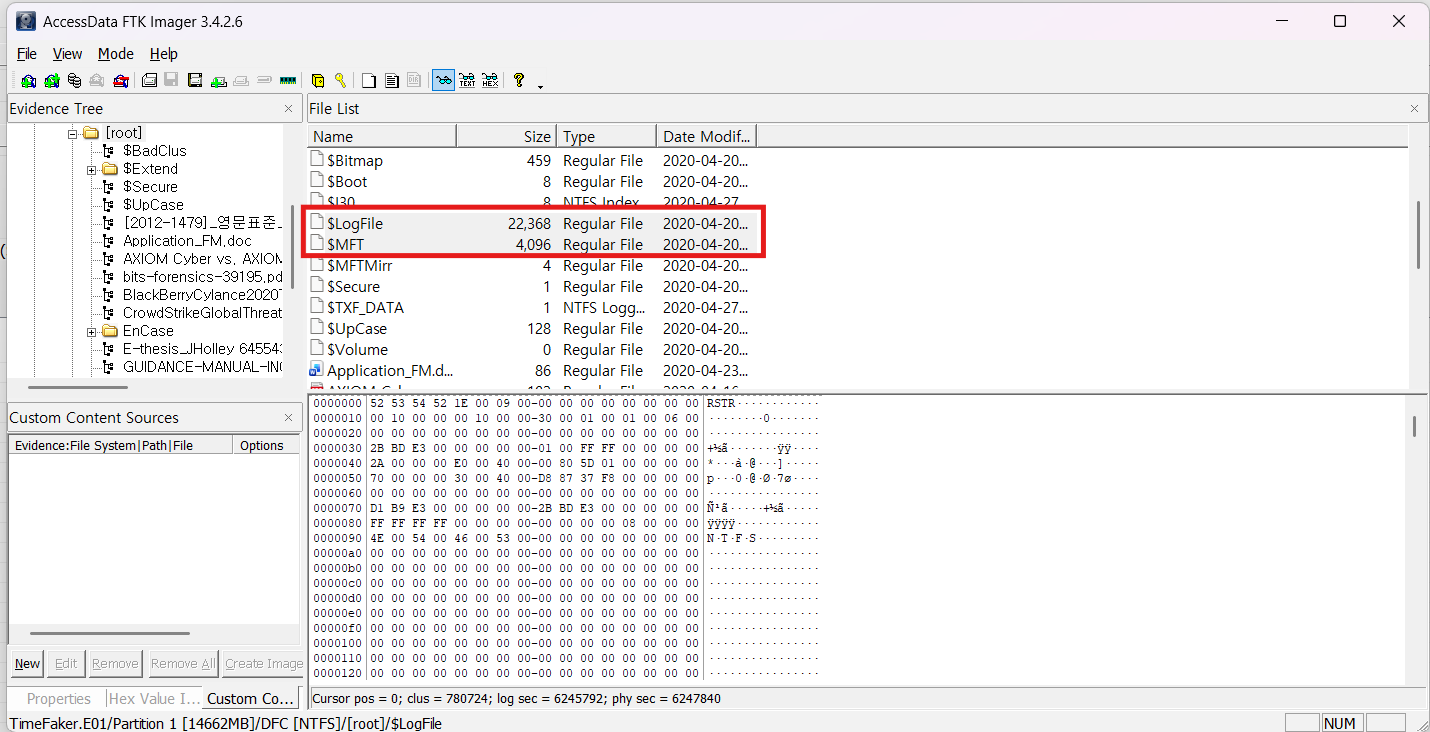 AccessData FTK Imager 3.4.2.6
File View Mode Help
Evidence Tree
[root]
$BadClus
$Extend
$Secure
$UpCase
[2012-1479]_영문표준_
Application_FM.doc
AXIOM Cyber vs. AXIOM
bits-forensics-39195.pd
BlackBerryCylance2020
CrowdStrikeGlobalThreat
EnCase
E-thesis_JHolley 64554
GUIDANCE-MANUAL-IN
Custom Content Sources
Evidence:File System|Path|File Options
New Edit Remove Remove All Create Image
Properties Hex Value I... Custom Co...
File List
Name Size Type Date Modif...
$Bitmap 459 Regular File 2020-04-20...
$Boot 8 Regular File 2020-04-20...
$I30 8 NTFS Index 2020-04-27
$LogFile 22,368 Regular File 2020-04-20...
$MFT 4,096 Regular File 2020-04-20...
$MFTMirr 4 Regular File 2020-04-20...
$Secure 1 Regular File 2020-04-20...
$TXF_DATA 1 NTFS Logg... 2020-04-27...
$UpCase 128 Regular File 2020-04-20...
$Volume 0 Regular File 2020-04-20...
Application_FM.d... 86 Regular File 2020-04-23...
0000000 52 53 54 52 1E 00 09 00-00 00 00 00 00 00 00 00 RSTR············
0000010 00 10 00 00 00 10 00 00-30 00 01 00 01 00 06 00 ········0·······
0000020 00 00 00 00 00 00 00 00-00 00 00 00 00 00 00 00 ················
0000030 2B BD E3 00 00 00 00 00-01 00 FF FF 00 00 00 00 +½ã·······ÿÿ····
0000040 2A 00 00 00 E0 00 40 00-00 80 5D 01 00 00 00 00 *···à·@···]·····
0000050 70 00 00 00 30 00 40 00-D8 87 37 F8 00 00 00 00 p···0·@·Ø·7ø····
0000060 00 00 00 00 00 00 00 00-00 00 00 00 00 00 00 00 ················
0000070 D1 B9 E3 00 00 00 00 00-2B BD E3 00 00 00 00 00 Ñ¹ã·····+½ã·····
0000080 FF FF FF FF 00 00 00 00-00 00 00 00 08 00 00 00 ÿÿÿÿ············
0000090 4E 00 54 00 46 00 53 00-00 00 00 00 00 00 00 00 N·T·F·S·········
00000a0 00 00 00 00 00 00 00 00-00 00 00 00 00 00 00 00 ················
00000b0 00 00 00 00 00 00 00 00-00 00 00 00 00 00 00 00 ················
00000c0 00 00 00 00 00 00 00 00-00 00 00 00 00 00 00 00 ················
00000d0 00 00 00 00 00 00 00 00-00 00 00 00 00 00 00 00 ················
00000e0 00 00 00 00 00 00 00 00-00 00 00 00 00 00 00 00 ················
00000f0 00 00 00 00 00 00 00 00-00 00 00 00 00 00 00 00 ················
0000100 00 00 00 00 00 00 00 00-00 00 00 00 00 00 00 00 ················
0000110 00 00 00 00 00 00 00 00-00 00 00 00 00 00 00 00 ················
0000120 00 00 00 00 00 00 00 00-00 00 00 00 00 00 00 00 ················
Cursor pos = 0; clus = 780724; log sec = 6245792; phy sec = 6247840
TimeFaker.E01/Partition 1 [14662MB]/DFC [NTFS]/[root]/$LogFile
NUM